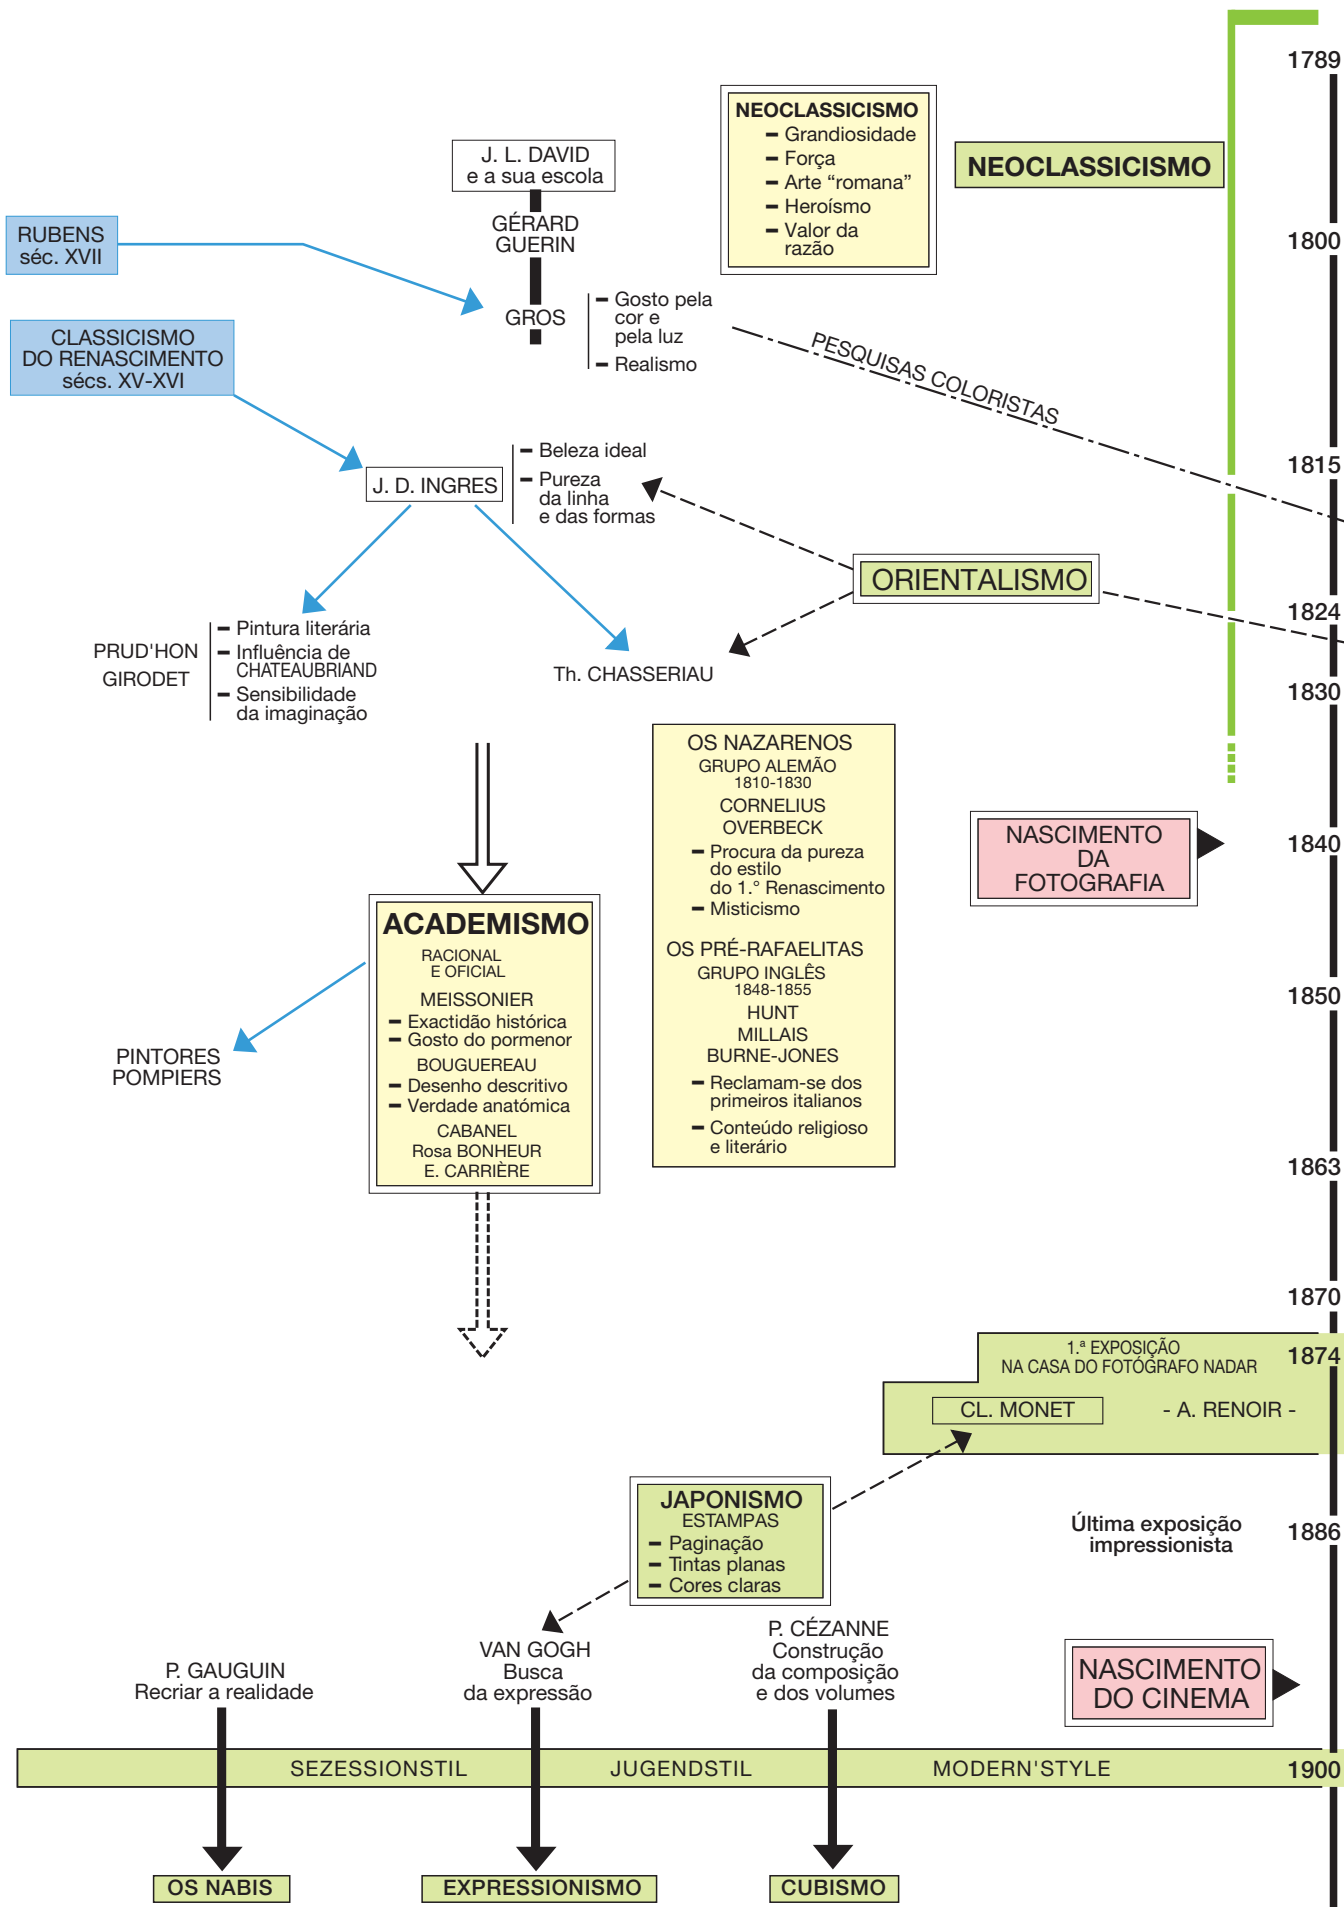 1789
NEOCLASSICISMO
– Grandiosidade
– Força
– Arte “romana”
– Heroísmo
– Valor da
razão
NEOCLASSICISMO
J. L. DAVID
e a sua escola
GÉRARD
GUERIN
RUBENS
séc. XVII
1800
GROS
– Gosto pela
cor e
pela luz
– Realismo
CLASSICISMO
DO RENASCIMENTO
sécs. XV-XVI
PESQUISAS COLORISTAS
J. D. INGRES
– Beleza ideal
– Pureza
da linha
e das formas
1815
ORIENTALISMO
1824
PRUD'HON
GIRODET
– Pintura literária
– Influência de
CHATEAUBRIAND
– Sensibilidade
da imaginação
Th. CHASSERIAU
1830
OS NAZARENOS
GRUPO ALEMÃO
1810-1830
CORNELIUS
OVERBECK
– Procura da pureza
do estilo
do 1.° Renascimento
– Misticismo
OS PRÉ-RAFAELITAS
GRUPO INGLÊS
1848-1855
HUNT
MILLAIS
BURNE-JONES
– Reclamam-se dos
primeiros italianos
– Conteúdo religioso
e literário
NASCIMENTO
DA
FOTOGRAFIA
1840
ACADEMISMO
RACIONAL
E OFICIAL
MEISSONIER
– Exactidão histórica
– Gosto do pormenor
BOUGUEREAU
– Desenho descritivo
– Verdade anatómica
CABANEL
Rosa BONHEUR
E. CARRIÈRE
PINTORES
POMPIERS
1850
1863
1870
1.ª EXPOSIÇÃO
NA CASA DO FOTÓGRAFO NADAR
1874
CL. MONET
- A. RENOIR -
JAPONISMO
ESTAMPAS
– Paginação
– Tintas planas
– Cores claras
Última exposição
impressionista
1886
P. GAUGUIN
Recriar a realidade
VAN GOGH
Busca
da expressão
P. CÉZANNE
Construção
da composição
e dos volumes
NASCIMENTO
DO CINEMA
SEZESSIONSTIL
JUGENDSTIL
MODERN'STYLE
1900
OS NABIS
EXPRESSIONISMO
CUBISMO